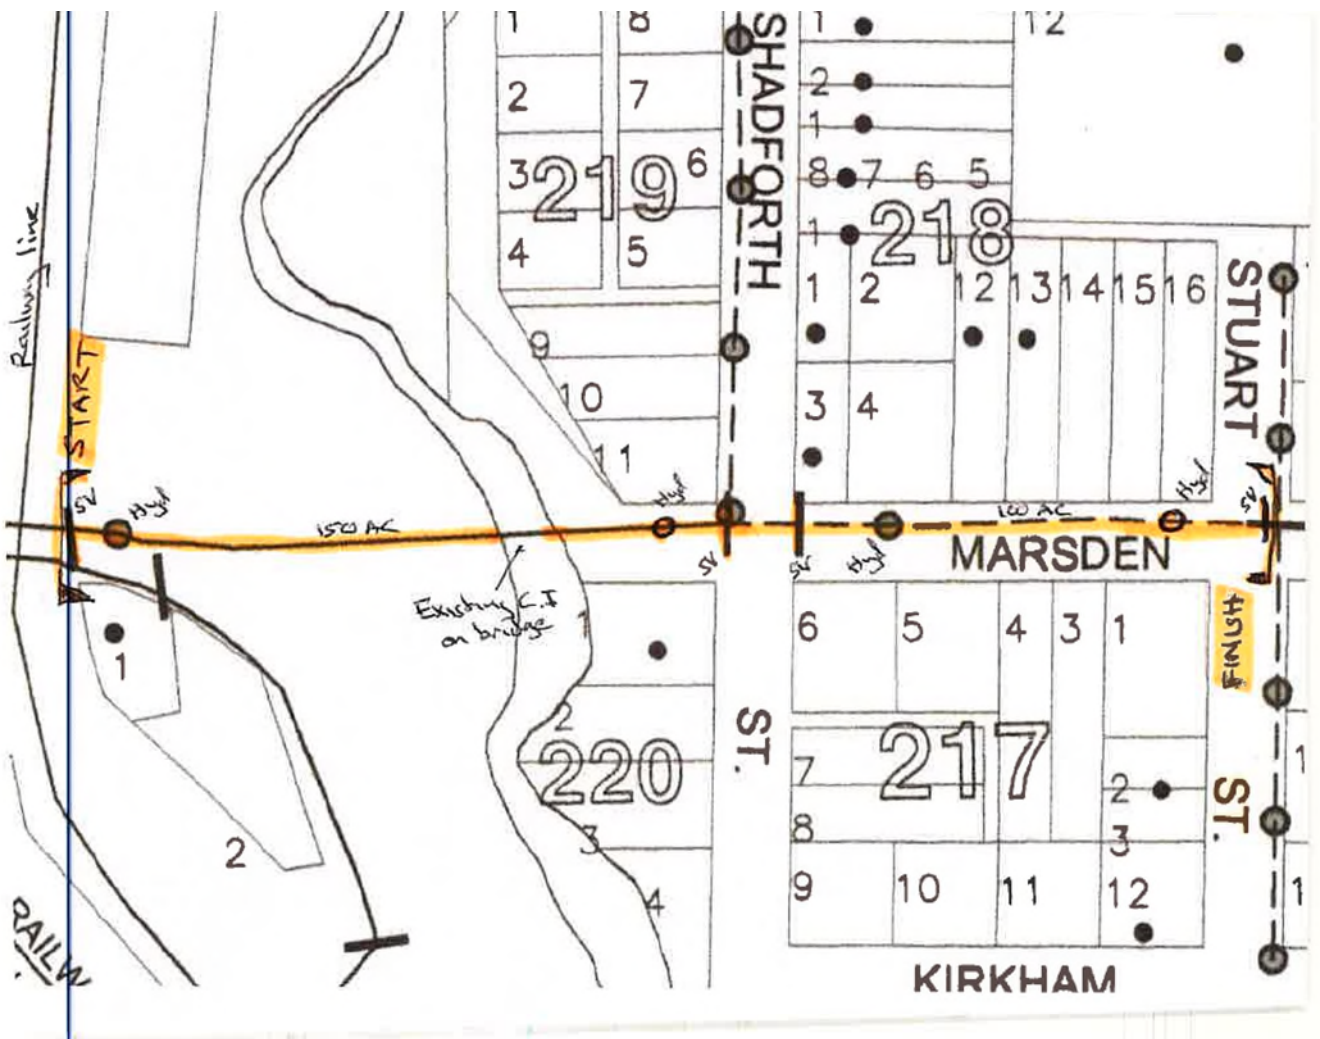 1
8
SHADFORTH
1
12
2
7
2
1
3
219
6
8
7
6
5
218
1
4
5
Railway line
1
2
12
13
14
15
16
STUART
9
START
10
3
4
11
SV
Hyd
150 AC
Hyd
SV
SV
Hyd
100 AC
Hyd
SV
MARSDEN
Existing C.I
on bridge
1
6
5
4
3
1
FINISH
1
2
ST.
217
220
7
2
ST.
1
2
3
8
3
4
9
10
11
12
1
RAILW
KIRKHAM